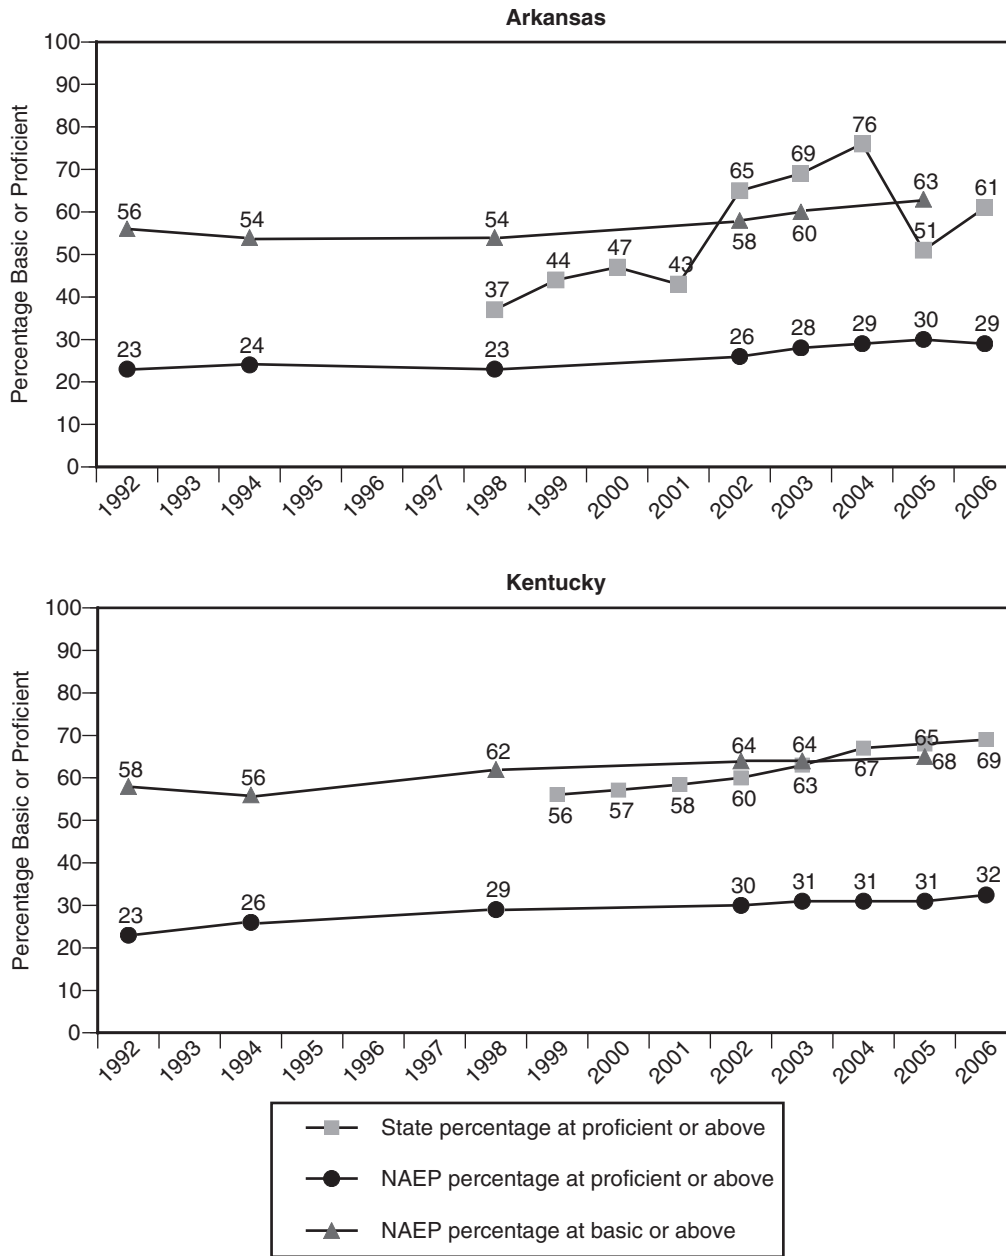 Arkansas
Percentage Basic or Proficient
100
90
80
70
60
50
40
30
20
10
0
56 54 54 58 60 63
37 44 47 43 65 69 76 51 61
23 24 23 26 28 29 30 29
1992 1993 1994 1995 1996 1997 1998 1999 2000 2001 2002 2003 2004 2005 2006
Kentucky
Percentage Basic or Proficient
100
90
80
70
60
50
40
30
20
10
0
58 56 62 64 64 65
56 57 58 60 63 67 68 69
23 26 29 30 31 31 31 32
1992 1993 1994 1995 1996 1997 1998 1999 2000 2001 2002 2003 2004 2005 2006
State percentage at proficient or above
NAEP percentage at proficient or above
NAEP percentage at basic or above